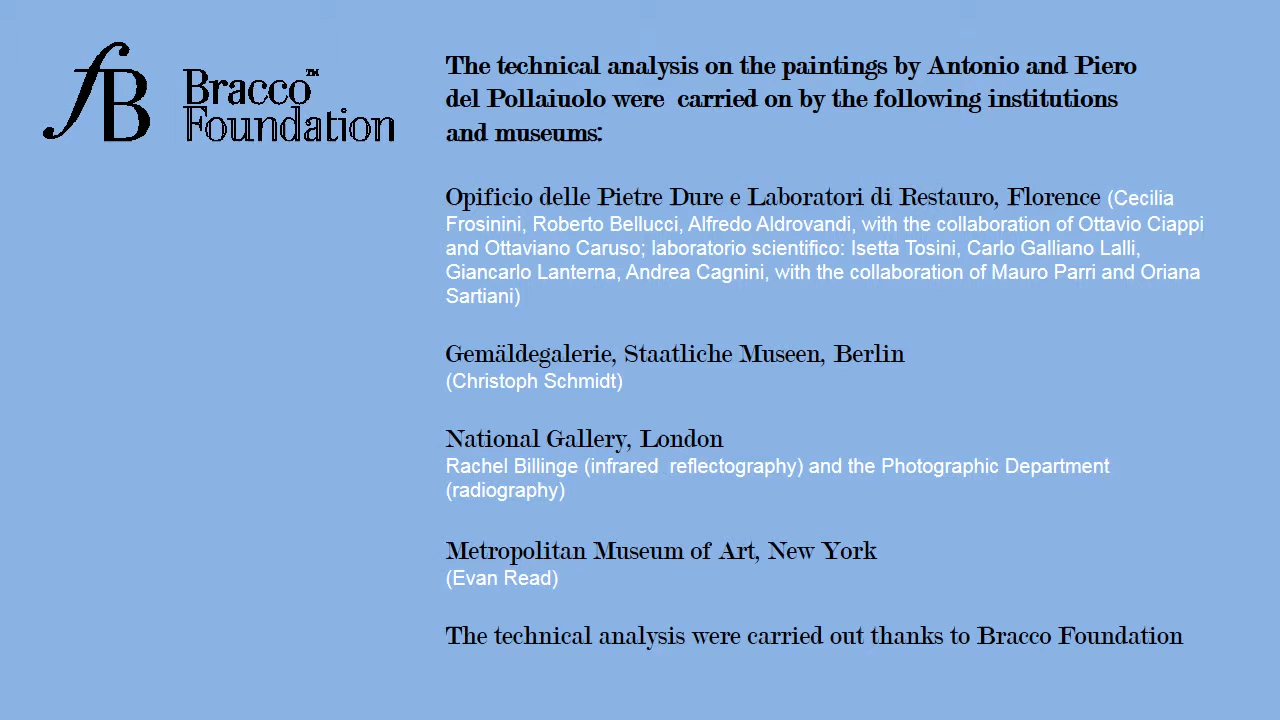 fB
Bracco™
Foundation
The technical analysis on the paintings by Antonio and Piero
del Pollaiuolo were  carried on by the following institutions
and museums:
Opificio delle Pietre Dure e Laboratori di Restauro, Florence (Cecilia
Frosinini, Roberto Bellucci, Alfredo Aldrovandi, with the collaboration of Ottavio Ciappi
and Ottaviano Caruso; laboratorio scientifico: Isetta Tosini, Carlo Galliano Lalli,
Giancarlo Lanterna, Andrea Cagnini, with the collaboration of Mauro Parri and Oriana
Sartiani)
Gemäldegalerie, Staatliche Museen, Berlin
(Christoph Schmidt)
National Gallery, London
Rachel Billinge (infrared  reflectography) and the Photographic Department
(radiography)
Metropolitan Museum of Art, New York
(Evan Read)
The technical analysis were carried out thanks to Bracco Foundation